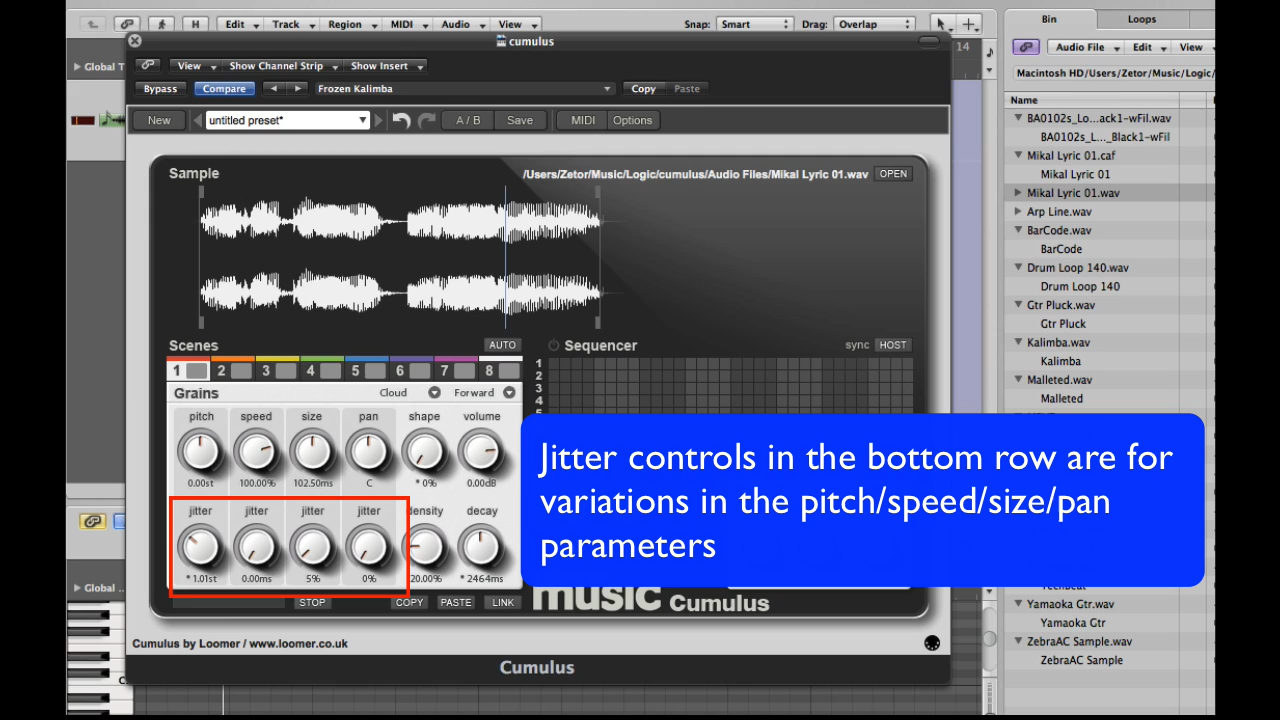 Edit Track Region MIDI Audio View Snap: Smart Drag: Overlap
H
Bin Loops
cumulus
14
Audio File Edit View
View Show Channel Strip Show Insert
Global T
Macintosh HD/Users/Zetor/Music/Logic/
Bypass Compare Frozen Kalimba Copy Paste
Name
New untitled preset* A / B Save MIDI Options
BA0102s_Lo...ack1-wFil.wav
BA0102s_L..._Black1-wFil
Mikal Lyric 01.caf
Mikal Lyric 01
Mikal Lyric 01.wav
Arp Line.wav
BarCode.wav
BarCode
Drum Loop 140.wav
Drum Loop 140
Gtr Pluck.wav
Gtr Pluck
Kalimba.wav
Kalimba
Malleted.wav
Malleted
Yamaoka Gtr.wav
Yamaoka Gtr
ZebraAC Sample.wav
ZebraAC Sample
Sample /Users/Zetor/Music/Logic/cumulus/Audio Files/Mikal Lyric 01.wav OPEN
Scenes AUTO Sequencer sync HOST
1 2 3 4 5 6 7 8
1
2
3
4
Grains Cloud Forward
pitch speed size pan shape volume
0.00st 100.00% 102.50ms C * 0% 0.00dB
jitter jitter jitter jitter density decay
* 1.01st 0.00ms 5% 0% 20.00% * 2464ms
Jitter controls in the bottom row are for
variations in the pitch/speed/size/pan
parameters
STOP COPY PASTE LINK
music Cumulus
Global ..
Cumulus by Loomer / www.loomer.co.uk
Cumulus
C